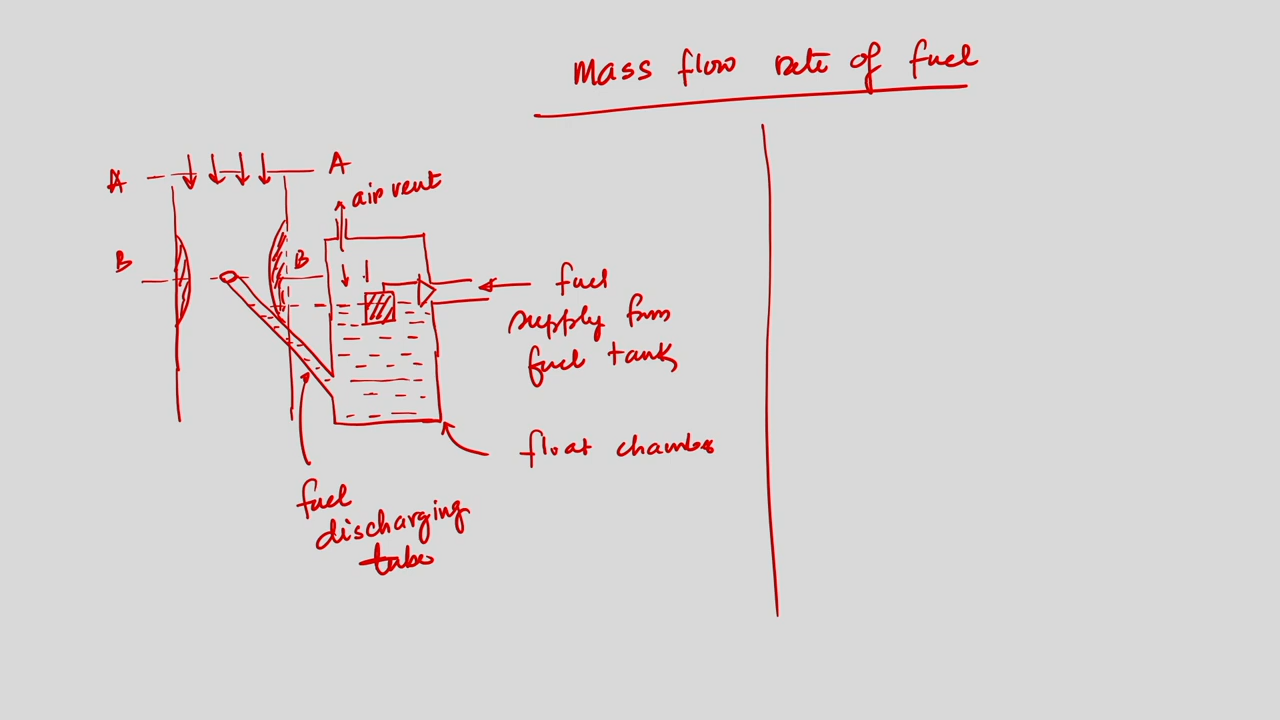 Mass flow rate of fuel
A A
air vent
B B
fuel
supply from
fuel tank
float chamber
fuel
discharging
tube